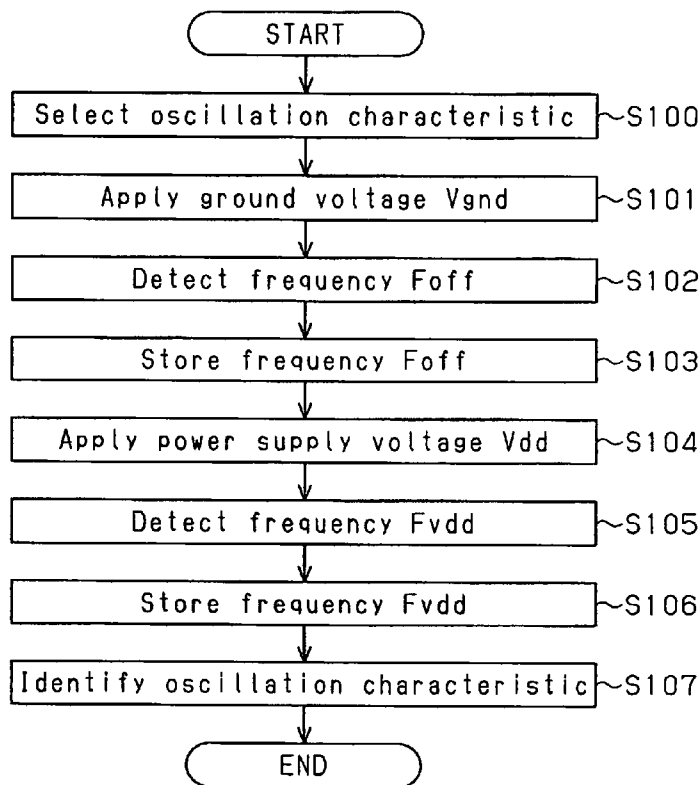 START
Select oscillation characteristic ~S100
Apply ground voltage Vgnd ~S101
Detect frequency Foff ~S102
Store frequency Foff ~S103
Apply power supply voltage Vdd ~S104
Detect frequency Fvdd ~S105
Store frequency Fvdd ~S106
Identify oscillation characteristic ~S107
END